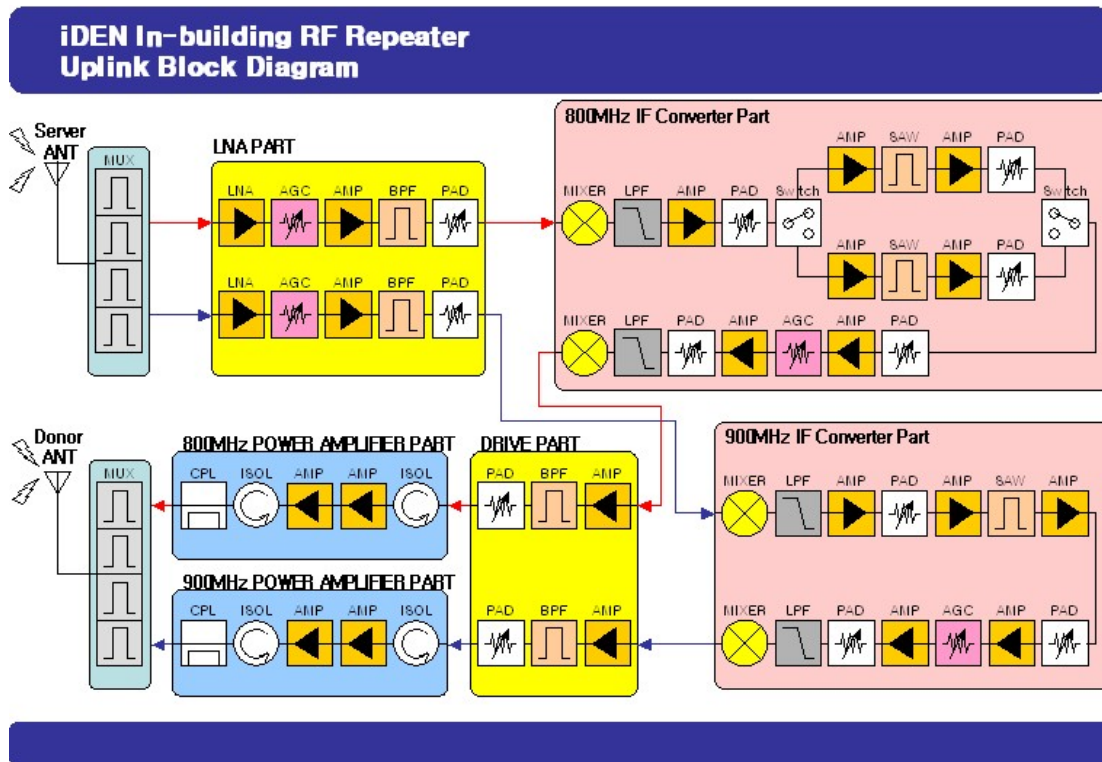 iDEN In-building RF Repeater
Uplink Block Diagram
Server
ANT
MUX
LNA PART
LNA AGC AMP BPF PAD
LNA AGC AMP BPF PAD
800MHz IF Converter Part
AMP SAW AMP PAD
MIXER LPF AMP PAD Switch Switch
AMP SAW AMP PAD
MIXER LPF PAD AMP AGC AMP PAD
Donor
ANT
MUX
800MHz POWER AMPLIFIER PART
CPL ISOL AMP AMP ISOL
900MHz POWER AMPLIFIER PART
CPL ISOL AMP AMP ISOL
DRIVE PART
PAD BPF AMP
PAD BPF AMP
900MHz IF Converter Part
MIXER LPF AMP PAD AMP SAW AMP
MIXER LPF PAD AMP AGC AMP PAD